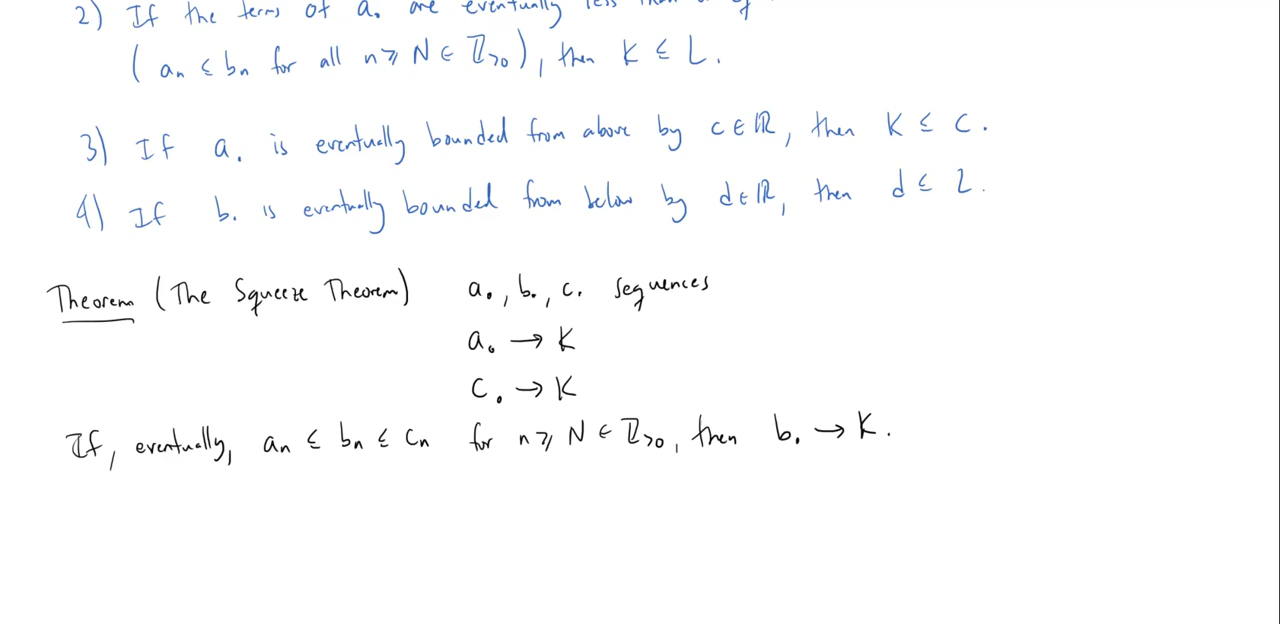 2) If the terms of a. are eventually less than
( aₙ ≤ bₙ for all n ≥ N ∈ ℤ>0 ), then K ≤ L.
3) If a. is eventually bounded from above by c ∈ ℝ, then K ≤ c.
4) If b. is eventually bounded from below by d ∈ ℝ, then d ≤ L.
Theorem (The Squeeze Theorem) a., b., c. sequences
a. → K
c. → K
If, eventually, aₙ ≤ bₙ ≤ cₙ for n ≥ N ∈ ℤ>0, then b. → K.